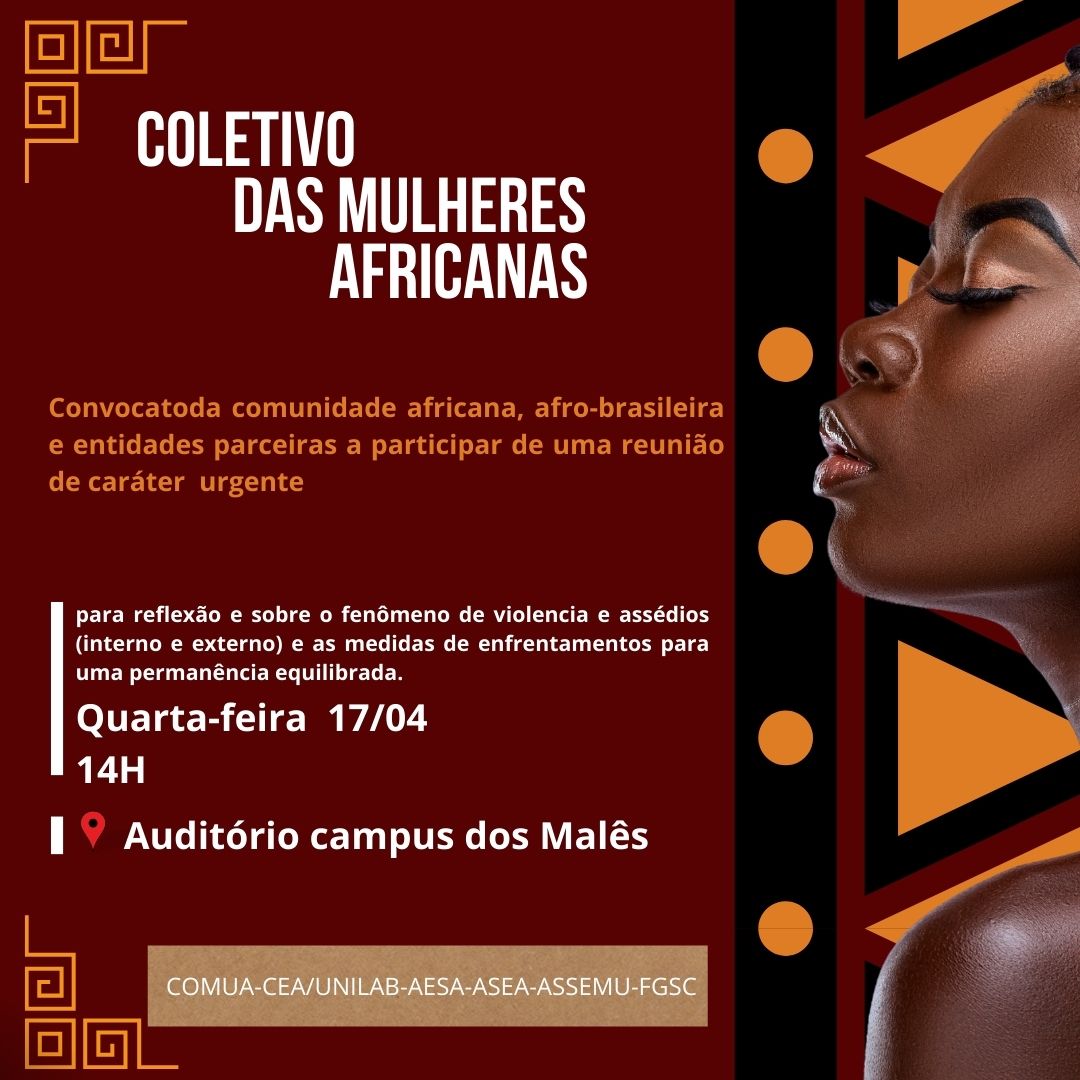 COLETIVO
DAS MULHERES
AFRICANAS
Convocatoda comunidade africana, afro-brasileira
e entidades parceiras a participar de uma reunião
de caráter urgente
para reflexão e sobre o fenômeno de violencia e assédios
(interno e externo) e as medidas de enfrentamentos para
uma permanência equilibrada.
Quarta-feira 17/04
14H
Auditório campus dos Malês
COMUA-CEA/UNILAB-AESA-ASEA-ASSEMU-FGSC